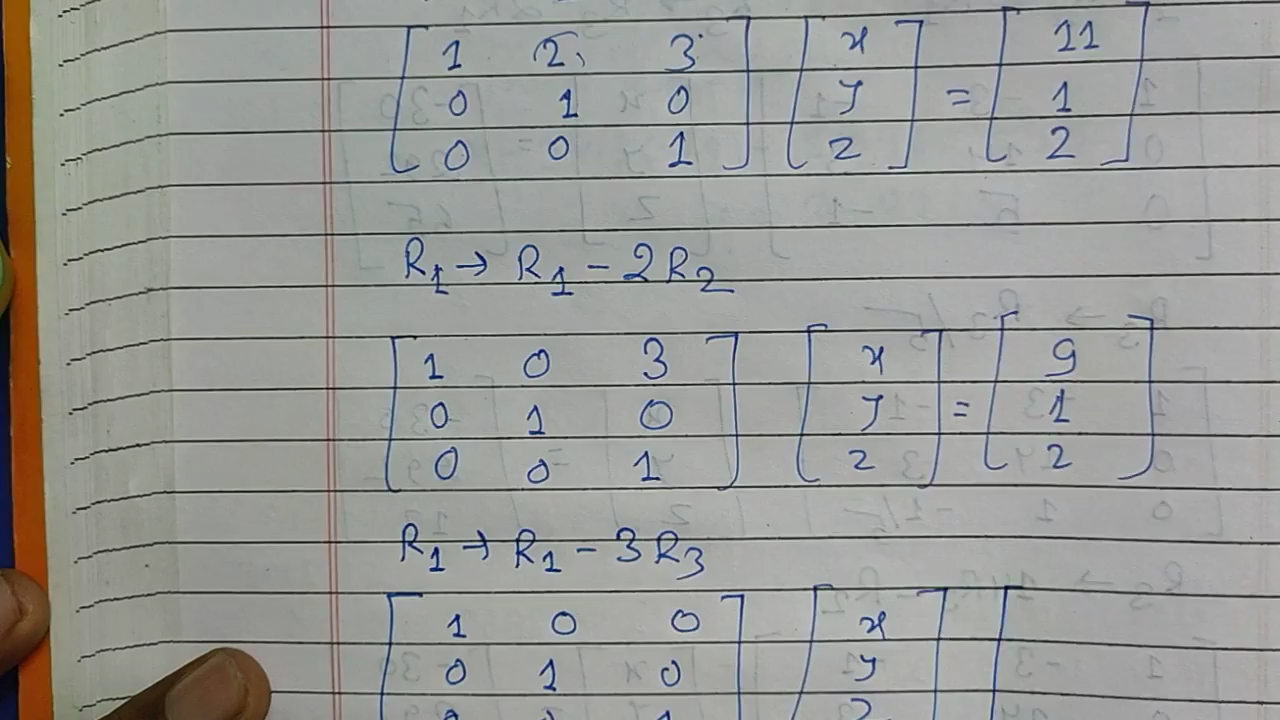 1 2 3 x 11
0 1 0 y = 1
0 0 1 z 2
R1 → R1 - 2R2
1 0 3 x 9
0 1 0 y = 1
0 0 1 z 2
R1 → R1 - 3R3
1 0 0 x
0 1 0 y